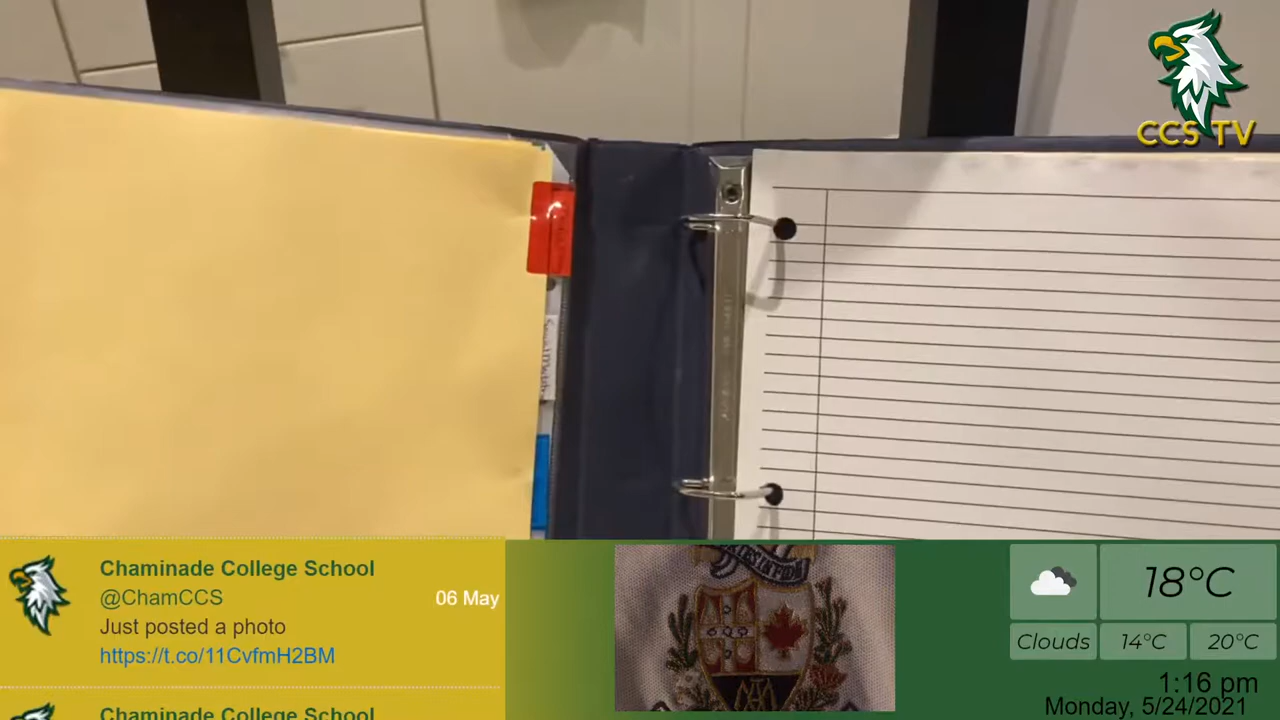 CCS TV
Chaminade College School
@ChamCCS
06 May
Just posted a photo
https://t.co/11CvfmH2BM
Chaminade College School
18°C
Clouds
14°C
20°C
1:16 pm
Monday, 5/24/2021